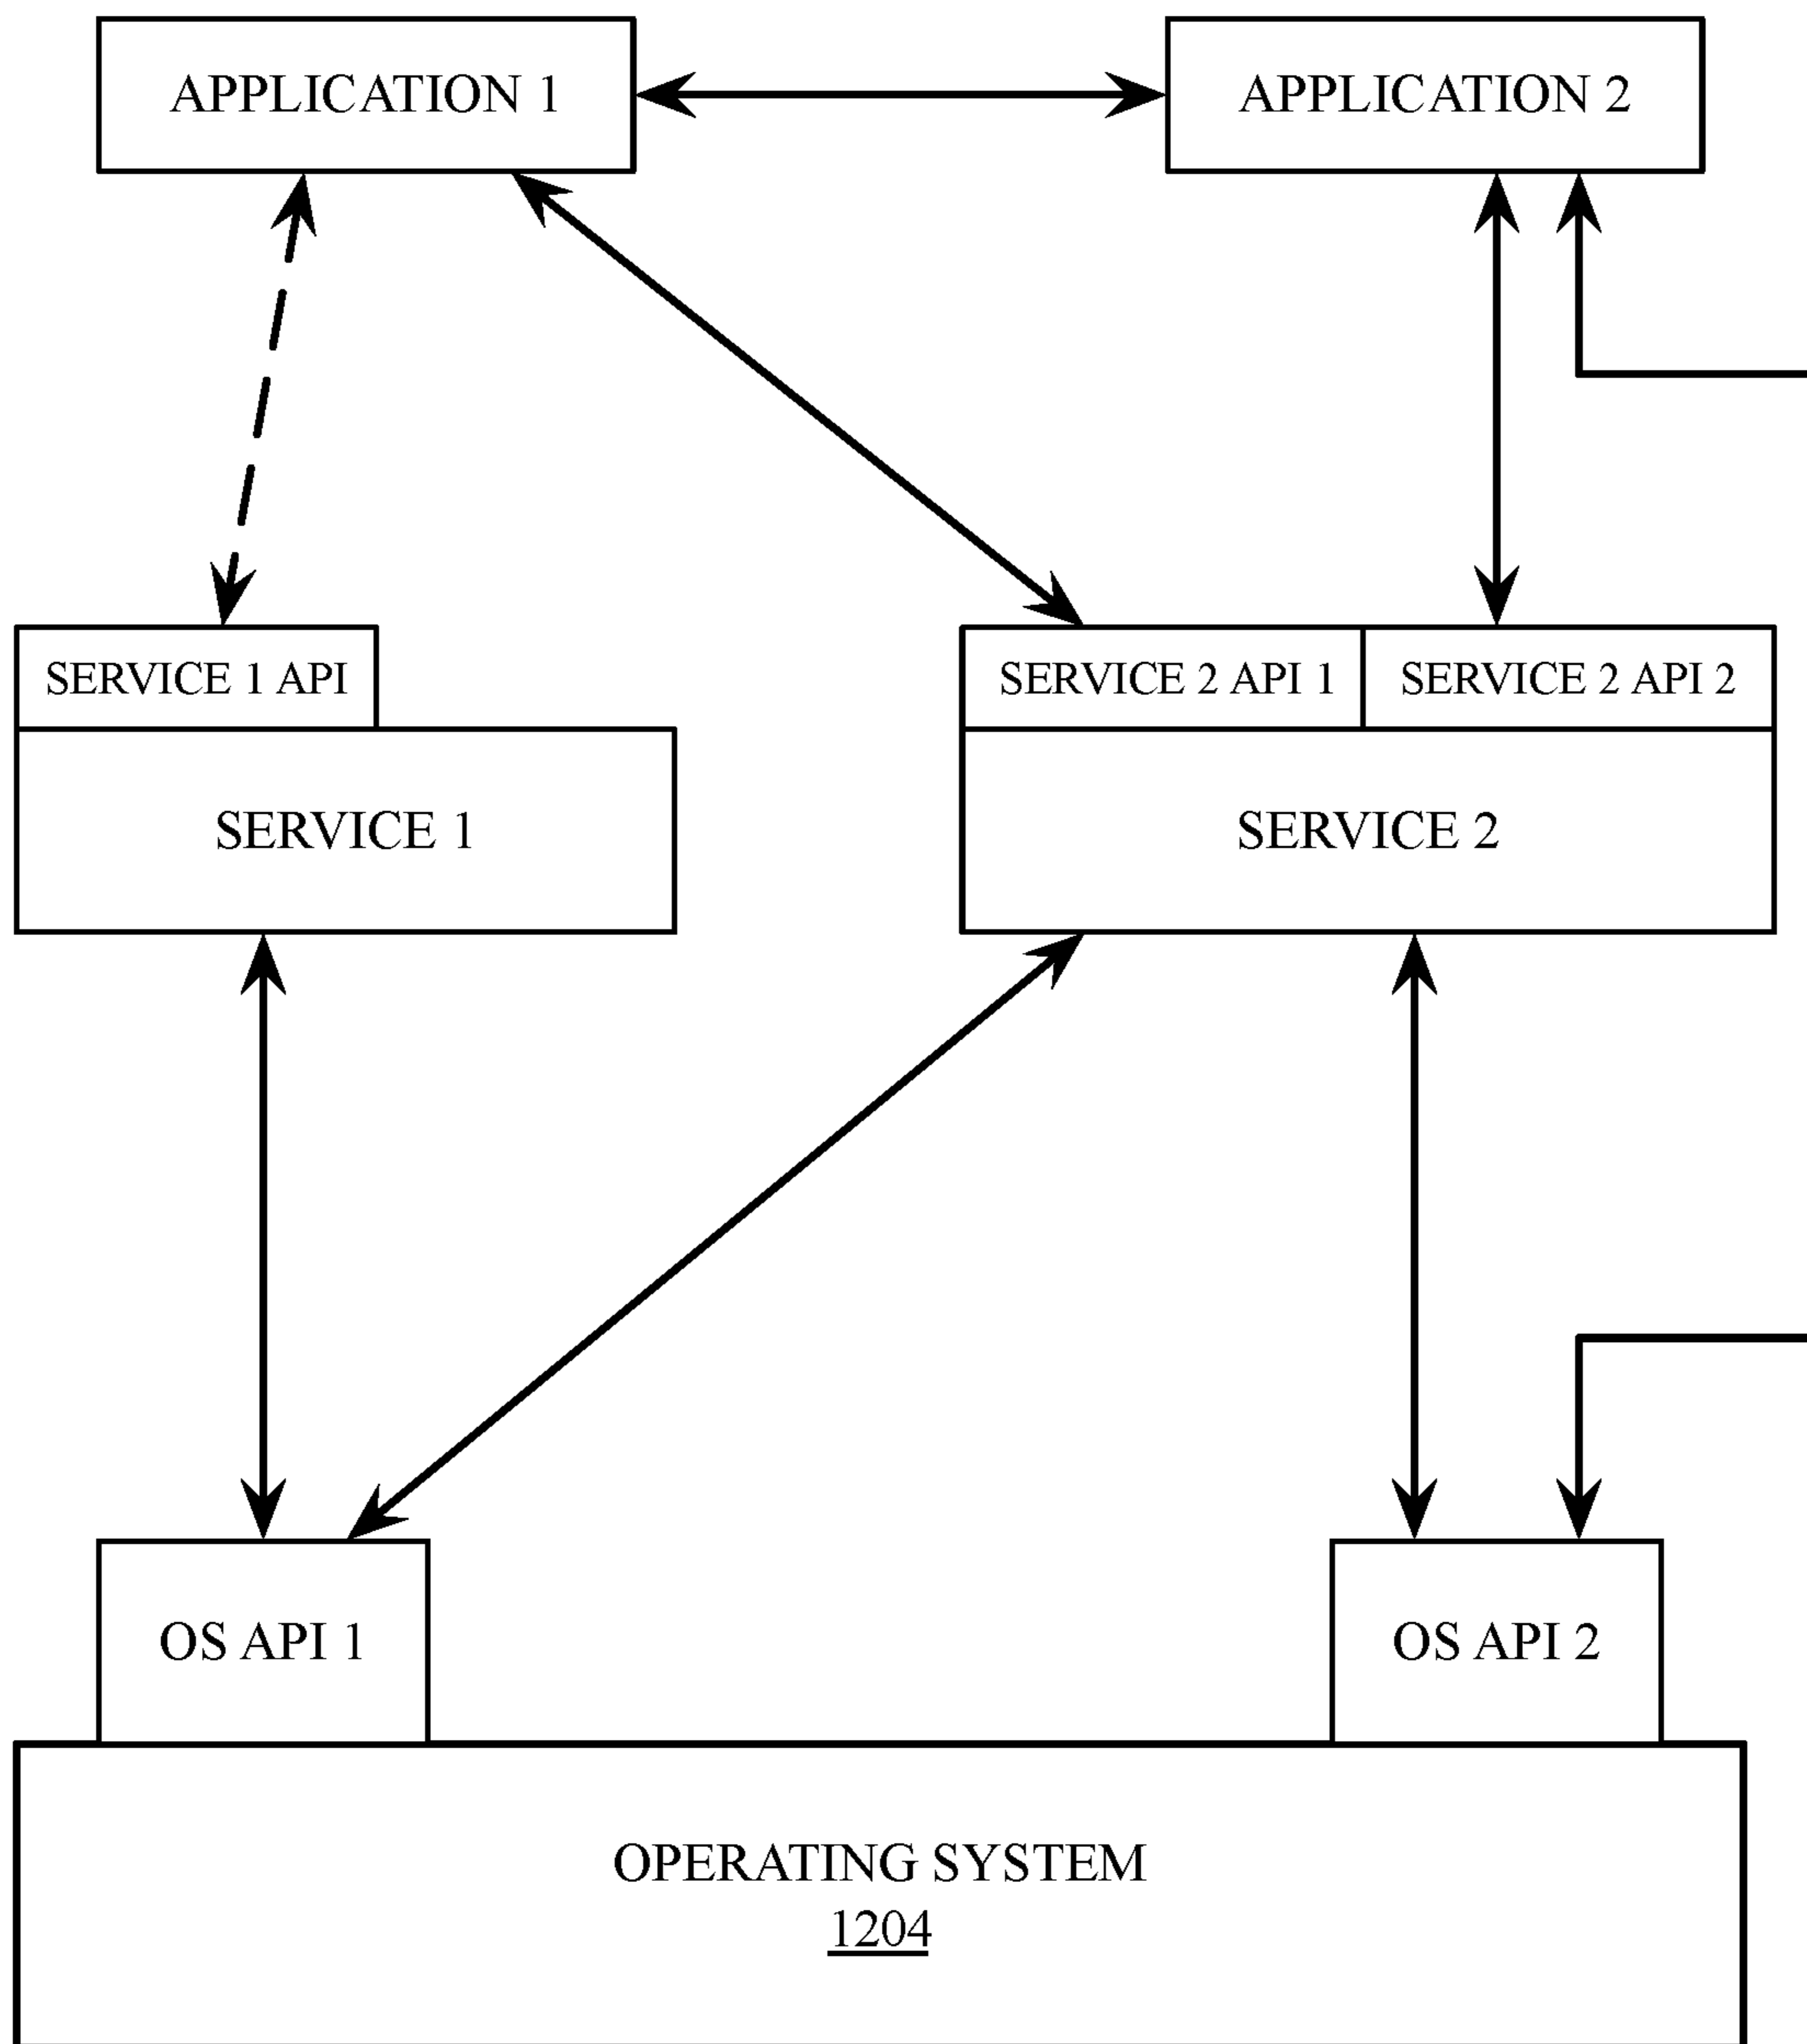 APPLICATION 1
APPLICATION 2
SERVICE 1 API
SERVICE 2 API 1
SERVICE 2 API 2
SERVICE 1
SERVICE 2
OS API 1
OS API 2
OPERATING SYSTEM
1204